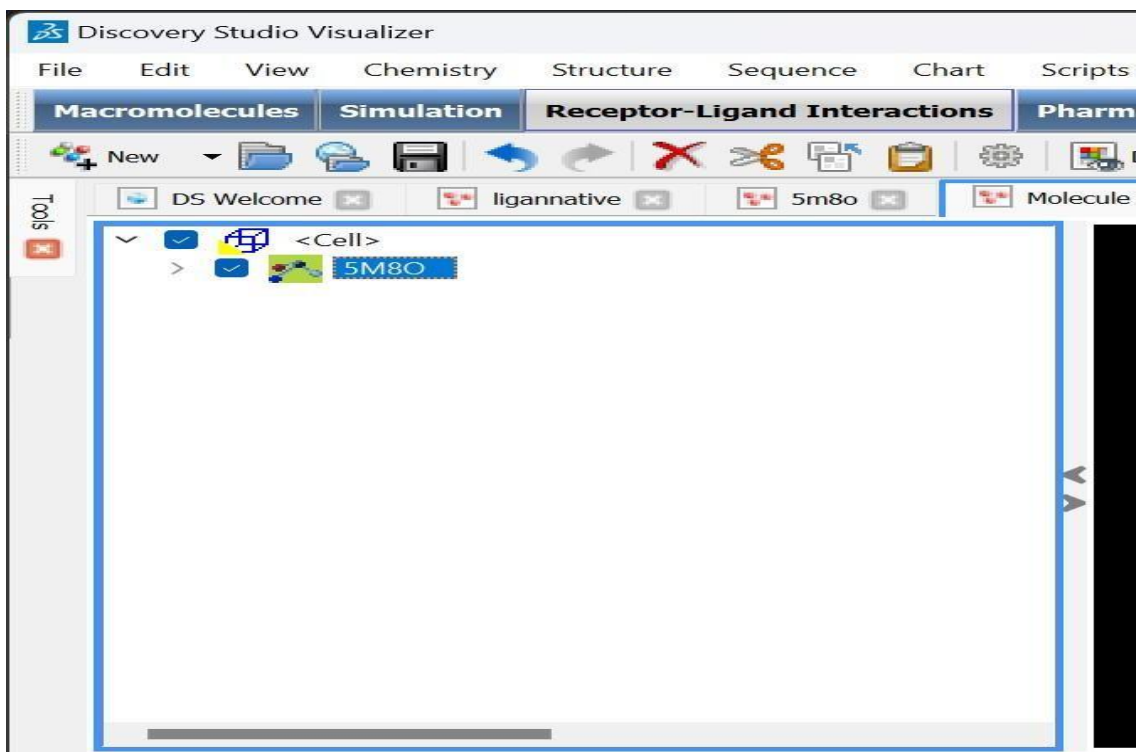 Discovery Studio Visualizer
File Edit View Chemistry Structure Sequence Chart Scripts
Macromolecules Simulation Receptor-Ligand Interactions Pharm
New
Tools
DS Welcome ligannative 5m8o Molecule
<Cell>
5M8O